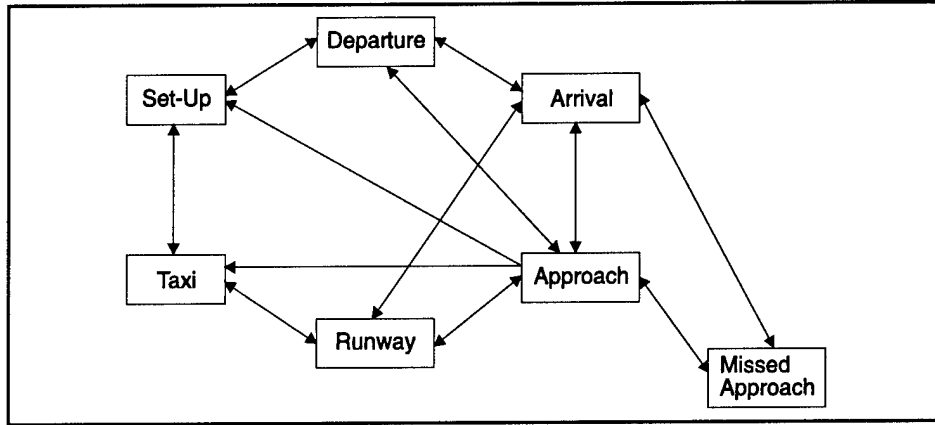 Departure
Set-Up
Arrival
Taxi
Approach
Runway
Missed
Approach